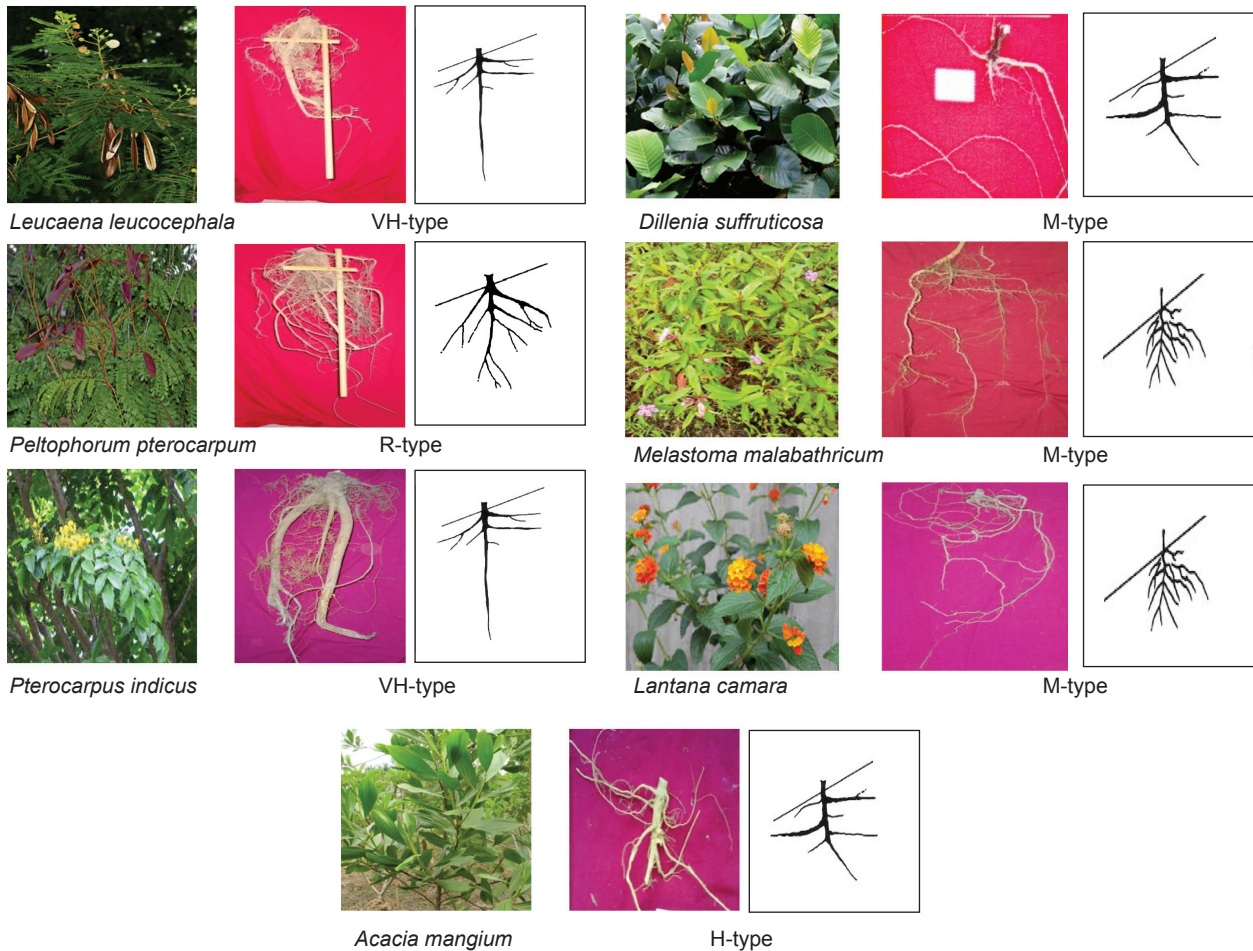 Leucaena leucocephala
VH-type
Dillenia suffruticosa
M-type
Peltophorum pterocarpum
R-type
Melastoma malabathricum
M-type
Pterocarpus indicus
VH-type
Lantana camara
M-type
Acacia mangium
H-type